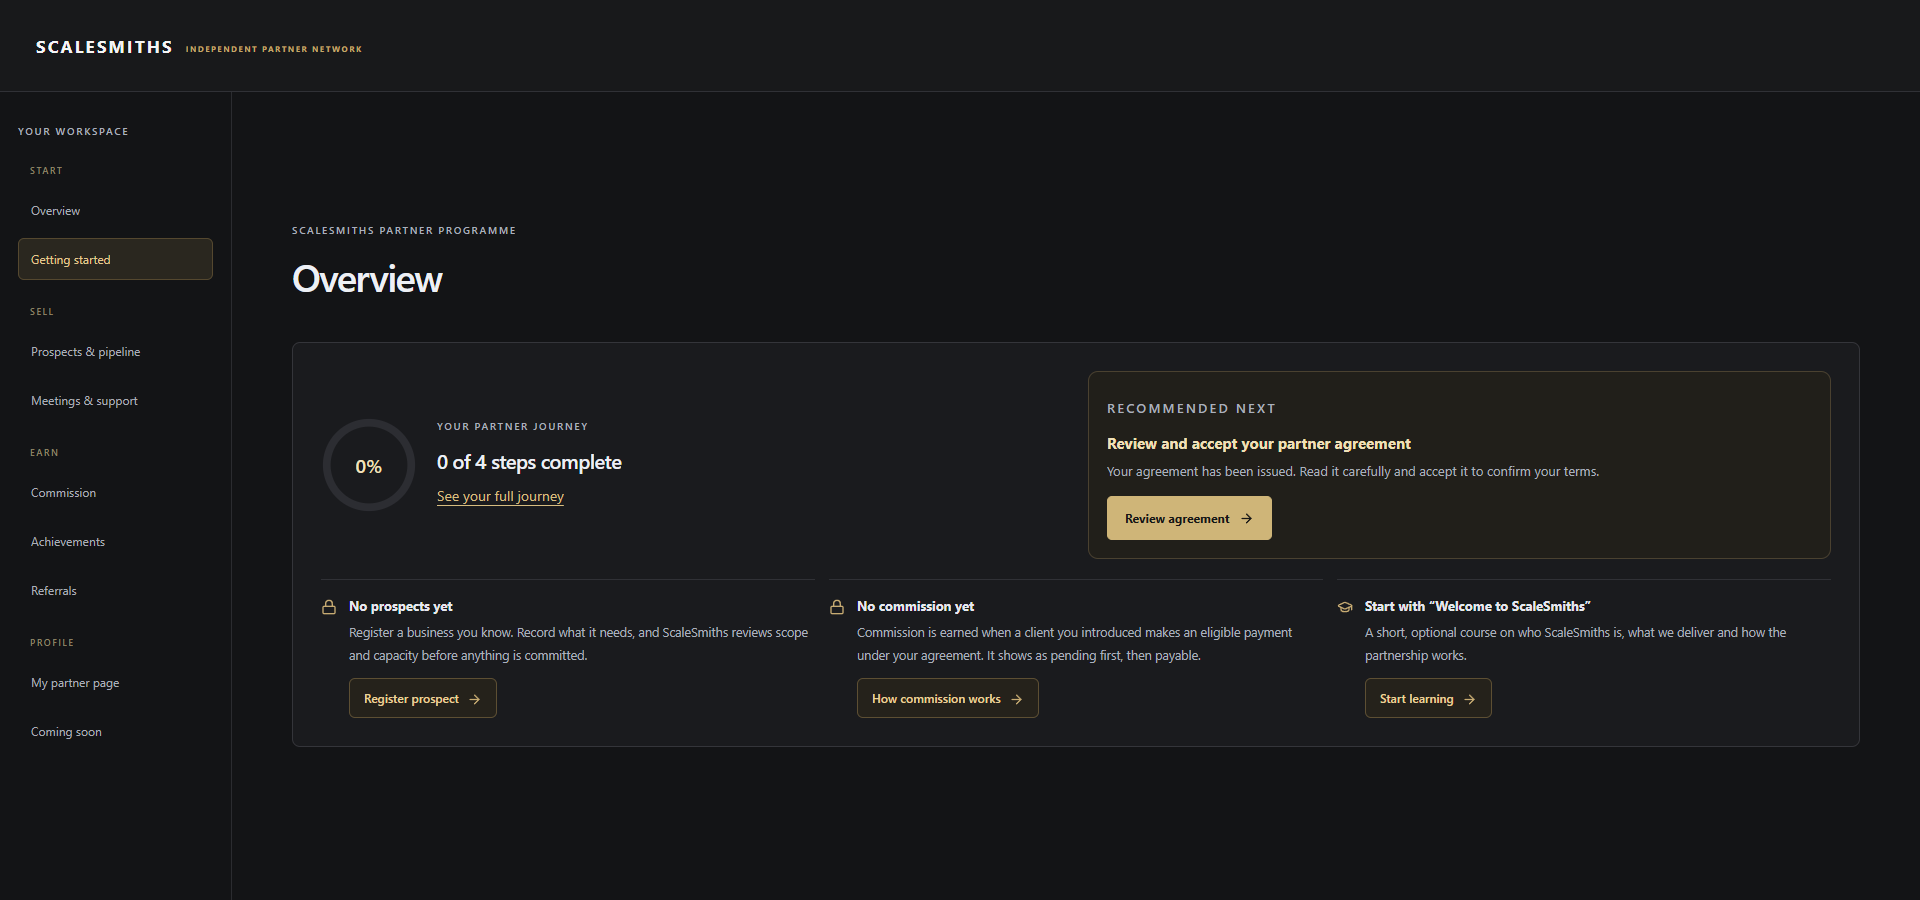 SCALESMITHS INDEPENDENT PARTNER NETWORK
YOUR WORKSPACE
START
Overview
Getting started
SELL
Prospects & pipeline
Meetings & support
EARN
Commission
Achievements
Referrals
PROFILE
My partner page
Coming soon
SCALESMITHS PARTNER PROGRAMME
Overview
0%
YOUR PARTNER JOURNEY
0 of 4 steps complete
See your full journey
RECOMMENDED NEXT
Review and accept your partner agreement
Your agreement has been issued. Read it carefully and accept it to confirm your terms.
Review agreement →
No prospects yet
Register a business you know. Record what it needs, and ScaleSmiths reviews scope
and capacity before anything is committed.
Register prospect →
No commission yet
Commission is earned when a client you introduced makes an eligible payment
under your agreement. It shows as pending first, then payable.
How commission works →
Start with “Welcome to ScaleSmiths”
A short, optional course on who ScaleSmiths is, what we deliver and how the
partnership works.
Start learning →